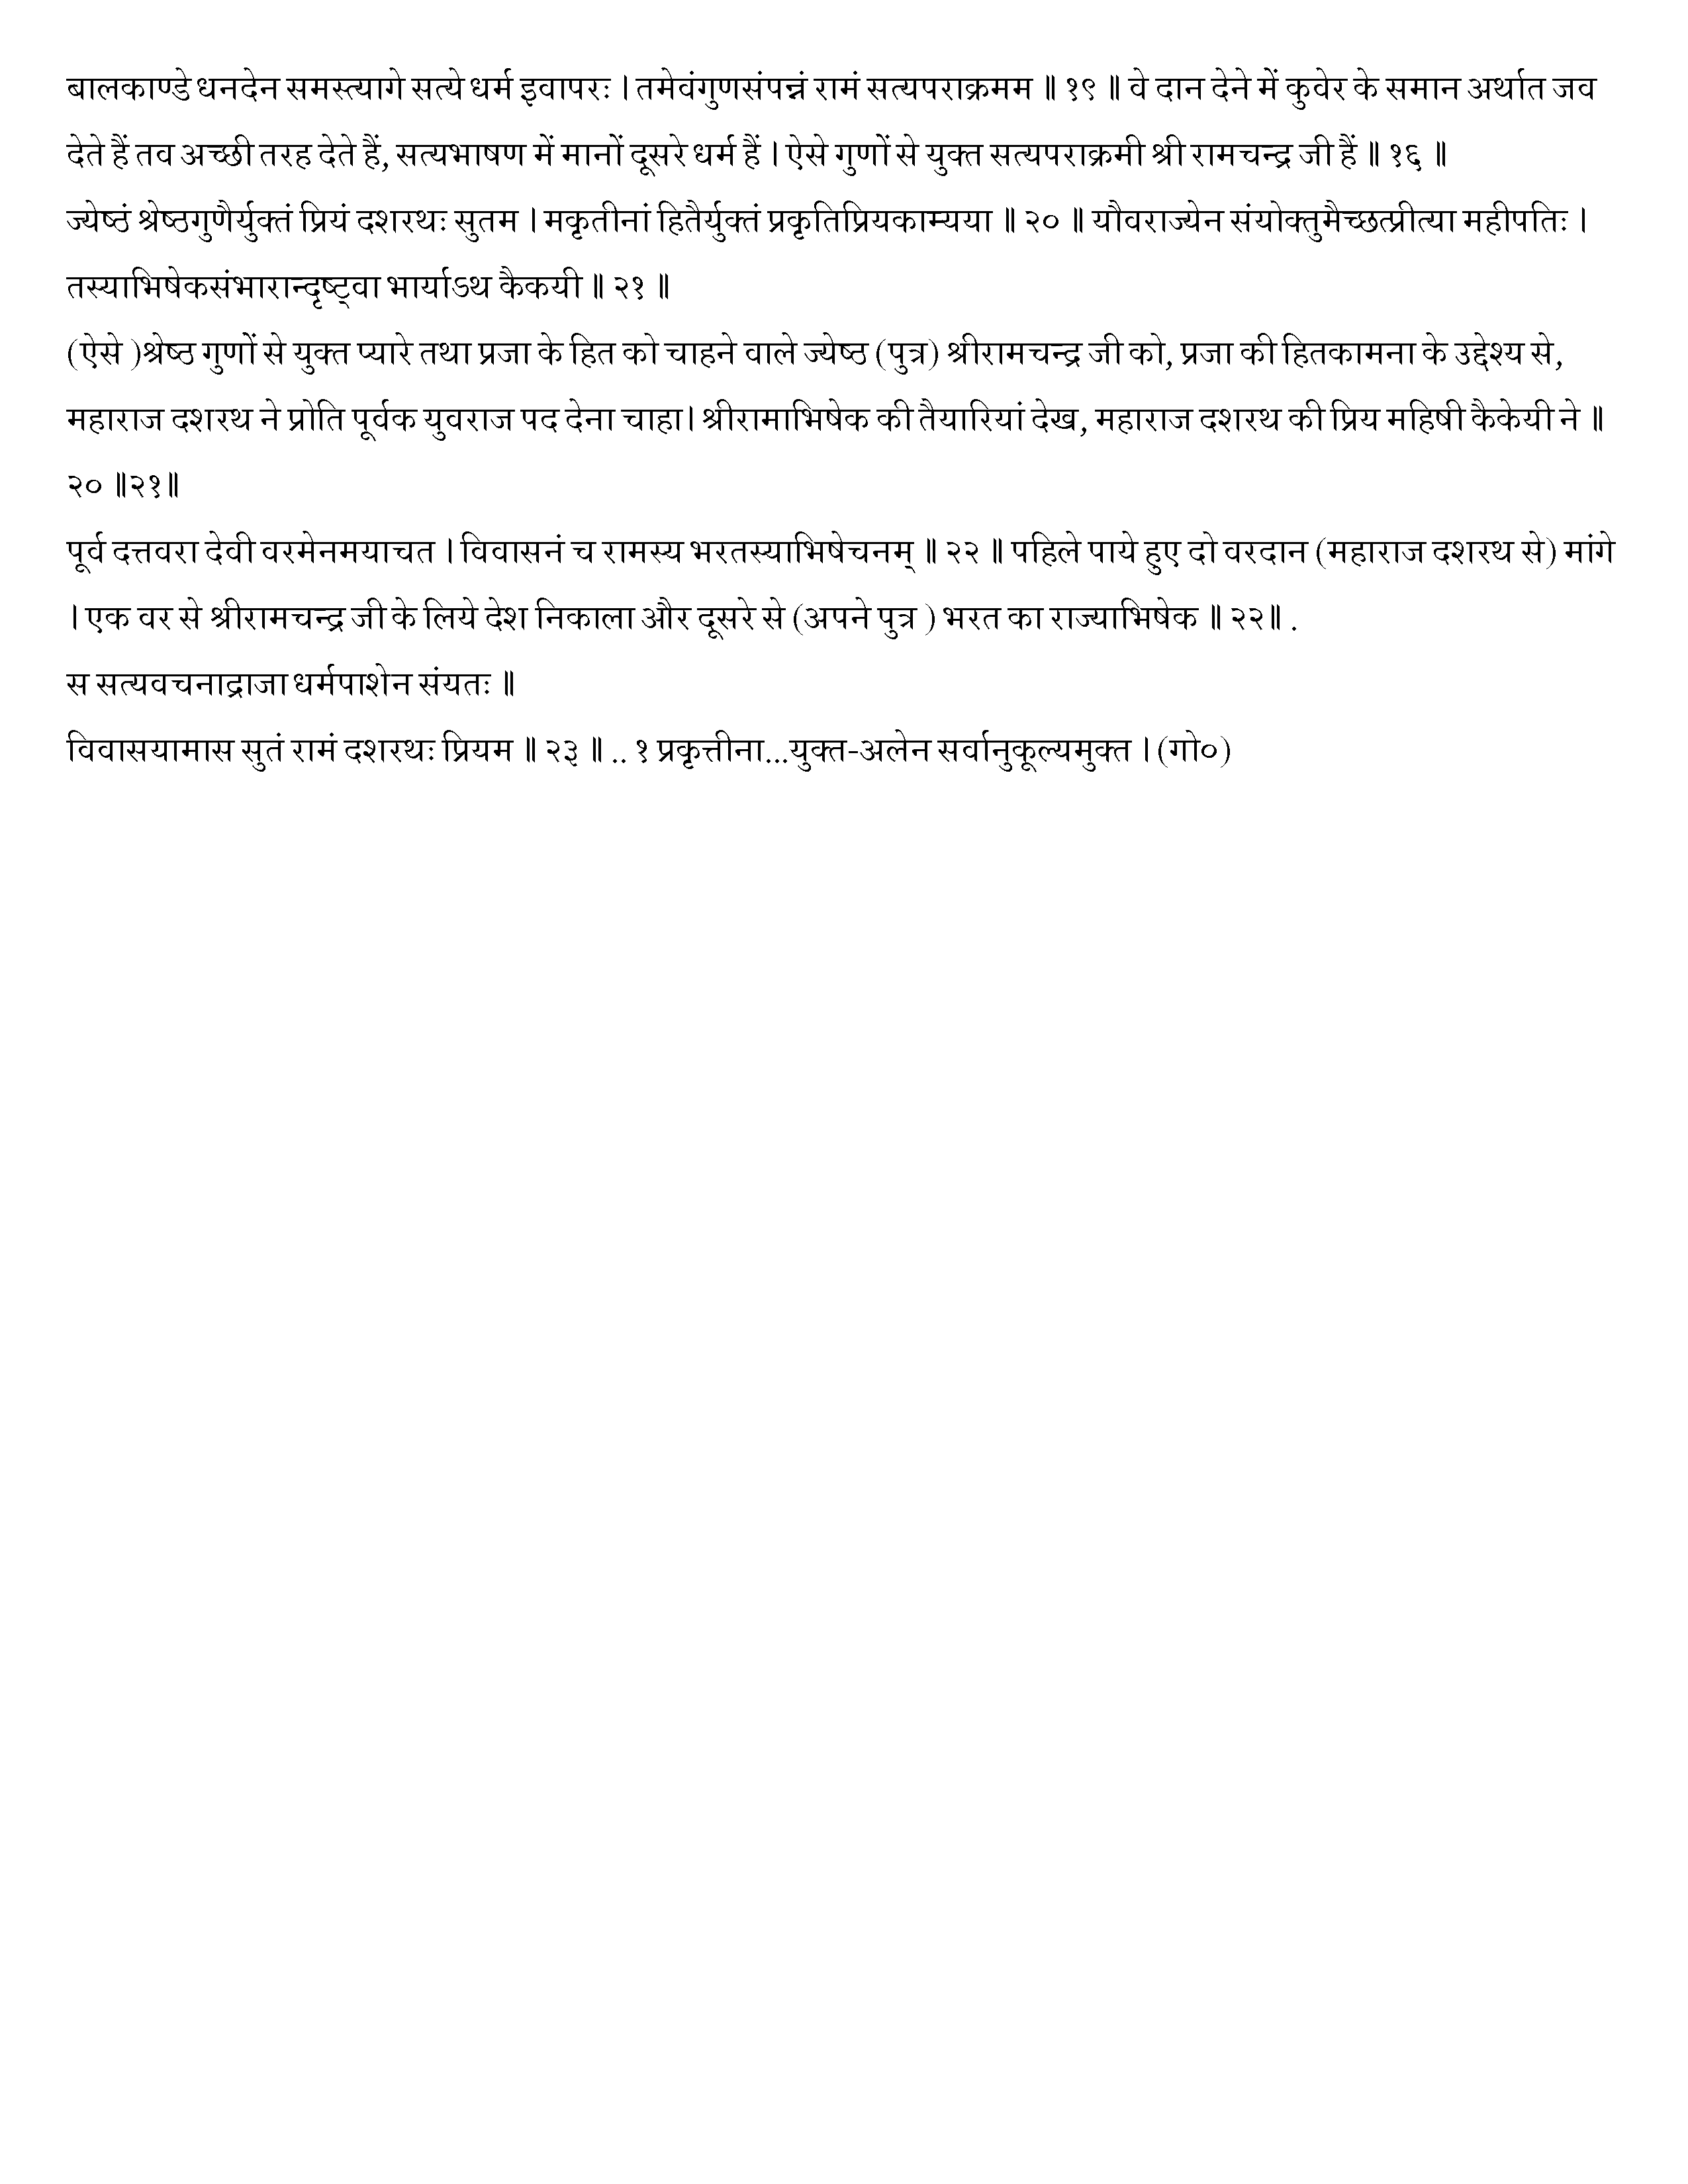 बालकाण्डे धनदेन समस्त्यागे सत्ये धर्म इवापरः । तमेवंगुणसंपन्नं रामं सत्यपराक्रमम ॥ १९ ॥ वे दान देने में कुवेर के समान अर्थात जव
देते हैं तव अच्छी तरह देते हैं, सत्यभाषण में मानों दूसरे धर्म हैं । ऐसे गुणों से युक्त सत्यपराक्रमी श्री रामचन्द्र जी हैं ॥ १६ ॥
ज्येष्ठं श्रेष्ठगुणैर्युक्तं प्रियं दशरथः सुतम । मकृतीनां हितैर्युक्तं प्रकृतिप्रियकाम्यया ॥ २० ॥ यौवराज्येन संयोक्तुमैच्छत्प्रीत्या महीपतिः ।
तस्याभिषेकसंभारान्दृष्ट्वा भार्याऽथ कैकयी ॥ २१ ॥
(ऐसे )श्रेष्ठ गुणों से युक्त प्यारे तथा प्रजा के हित को चाहने वाले ज्येष्ठ (पुत्र) श्रीरामचन्द्र जी को, प्रजा की हितकामना के उद्देश्य से,
महाराज दशरथ ने प्रोति पूर्वक युवराज पद देना चाहा। श्रीरामाभिषेक की तैयारियां देख, महाराज दशरथ की प्रिय महिषी कैकेयी ने ॥
२० ॥२१॥
पूर्व दत्तवरा देवी वरमेनमयाचत । विवासनं च रामस्य भरतस्याभिषेचनम् ॥ २२ ॥ पहिले पाये हुए दो वरदान (महाराज दशरथ से) मांगे
। एक वर से श्रीरामचन्द्र जी के लिये देश निकाला और दूसरे से (अपने पुत्र ) भरत का राज्याभिषेक ॥ २२॥ .
स सत्यवचनाद्राजा धर्मपाशेन संयतः ॥
विवासयामास सुतं रामं दशरथः प्रियम ॥ २३ ॥ .. १ प्रकृत्तीना...युक्त-अलेन सर्वानुकूल्यमुक्त । (गो०)